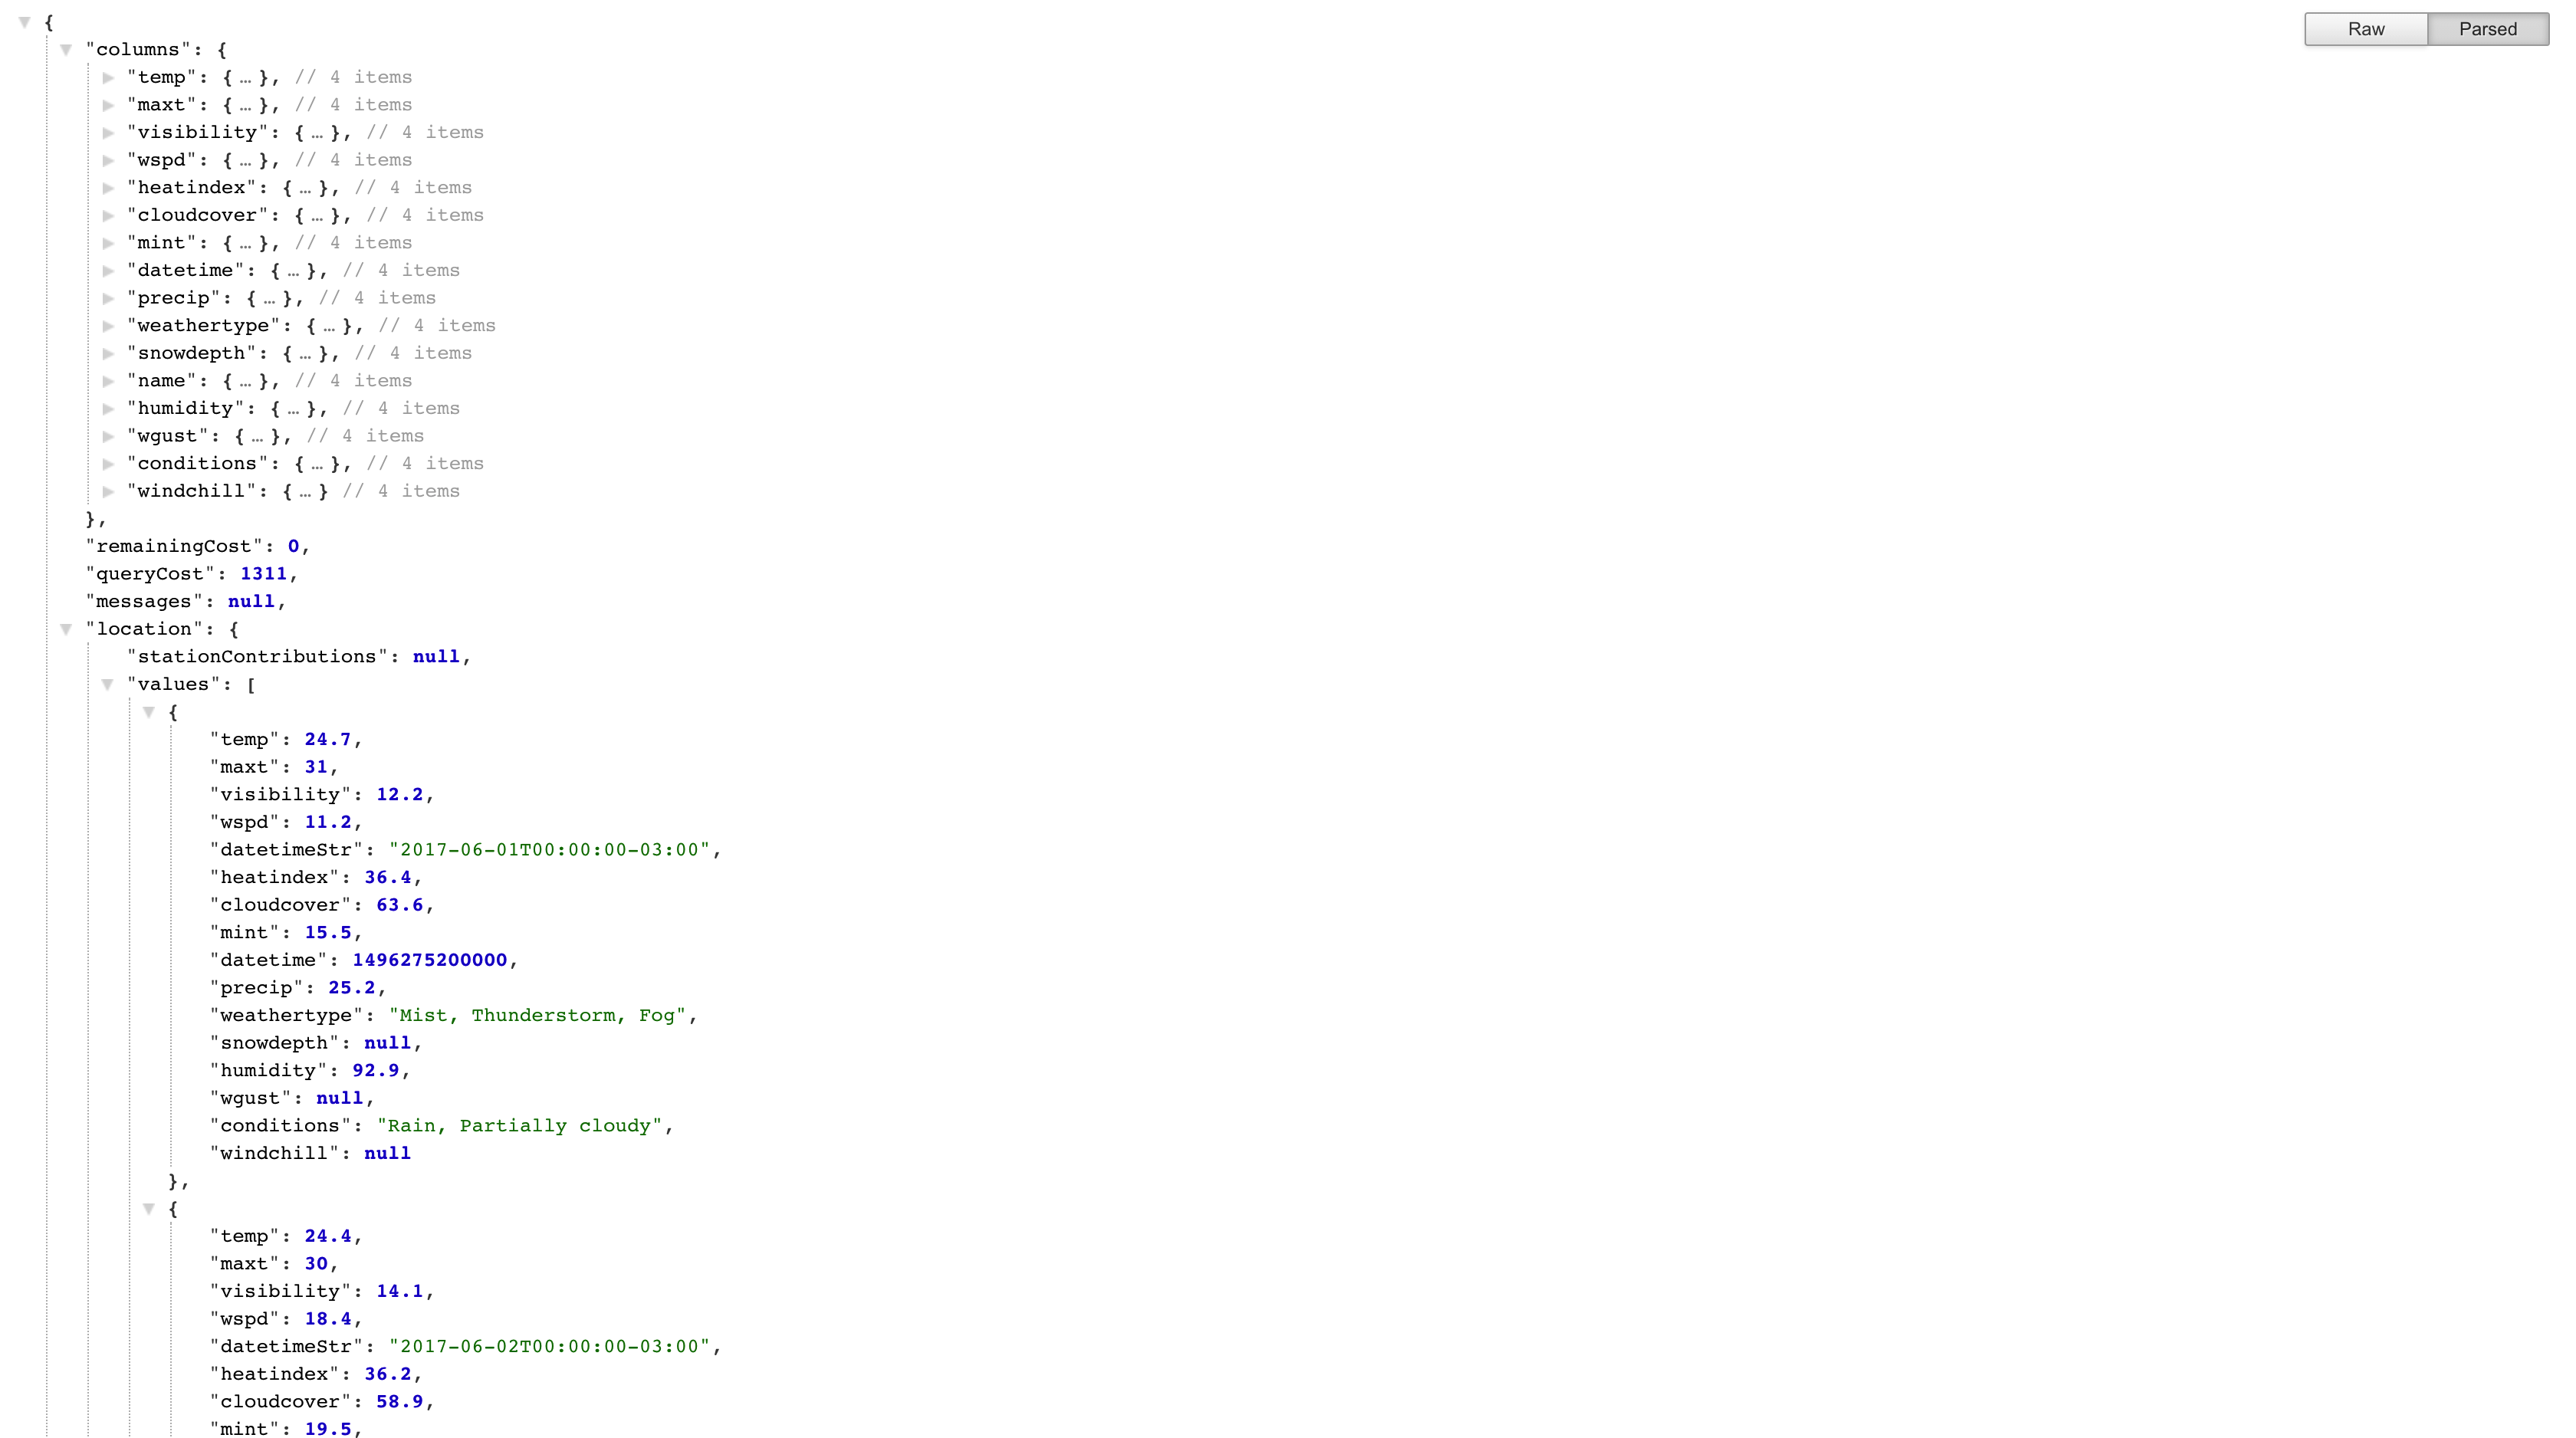 {
Raw Parsed
"columns": {
"temp": { … }, // 4 items
"maxt": { … }, // 4 items
"visibility": { … }, // 4 items
"wspd": { … }, // 4 items
"heatindex": { … }, // 4 items
"cloudcover": { … }, // 4 items
"mint": { … }, // 4 items
"datetime": { … }, // 4 items
"precip": { … }, // 4 items
"weathertype": { … }, // 4 items
"snowdepth": { … }, // 4 items
"name": { … }, // 4 items
"humidity": { … }, // 4 items
"wgust": { … }, // 4 items
"conditions": { … }, // 4 items
"windchill": { … } // 4 items
},
"remainingCost": 0,
"queryCost": 1311,
"messages": null,
"location": {
"stationContributions": null,
"values": [
{
"temp": 24.7,
"maxt": 31,
"visibility": 12.2,
"wspd": 11.2,
"datetimeStr": "2017-06-01T00:00:00-03:00",
"heatindex": 36.4,
"cloudcover": 63.6,
"mint": 15.5,
"datetime": 1496275200000,
"precip": 25.2,
"weathertype": "Mist, Thunderstorm, Fog",
"snowdepth": null,
"humidity": 92.9,
"wgust": null,
"conditions": "Rain, Partially cloudy",
"windchill": null
},
{
"temp": 24.4,
"maxt": 30,
"visibility": 14.1,
"wspd": 18.4,
"datetimeStr": "2017-06-02T00:00:00-03:00",
"heatindex": 36.2,
"cloudcover": 58.9,
"mint": 19.5,